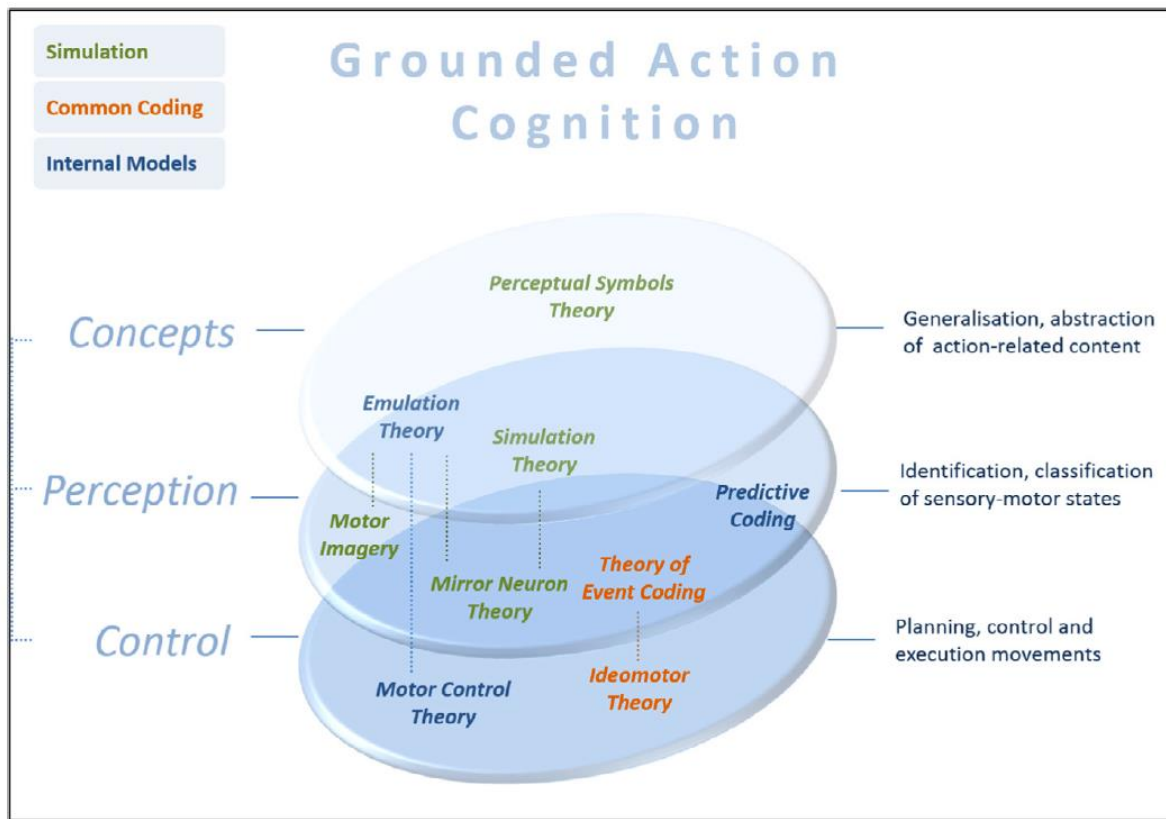 Simulation
Common Coding
Internal Models
Grounded Action
Cognition
Perceptual Symbols
Theory
Concepts
Generalisation, abstraction
of action-related content
Emulation
Theory
Simulation
Theory
Perception
Predictive
Coding
Identification, classification
of sensory-motor states
Motor
Imagery
Mirror Neuron
Theory
Theory of
Event Coding
Control
Planning, control and
execution movements
Motor Control
Theory
Ideomotor
Theory